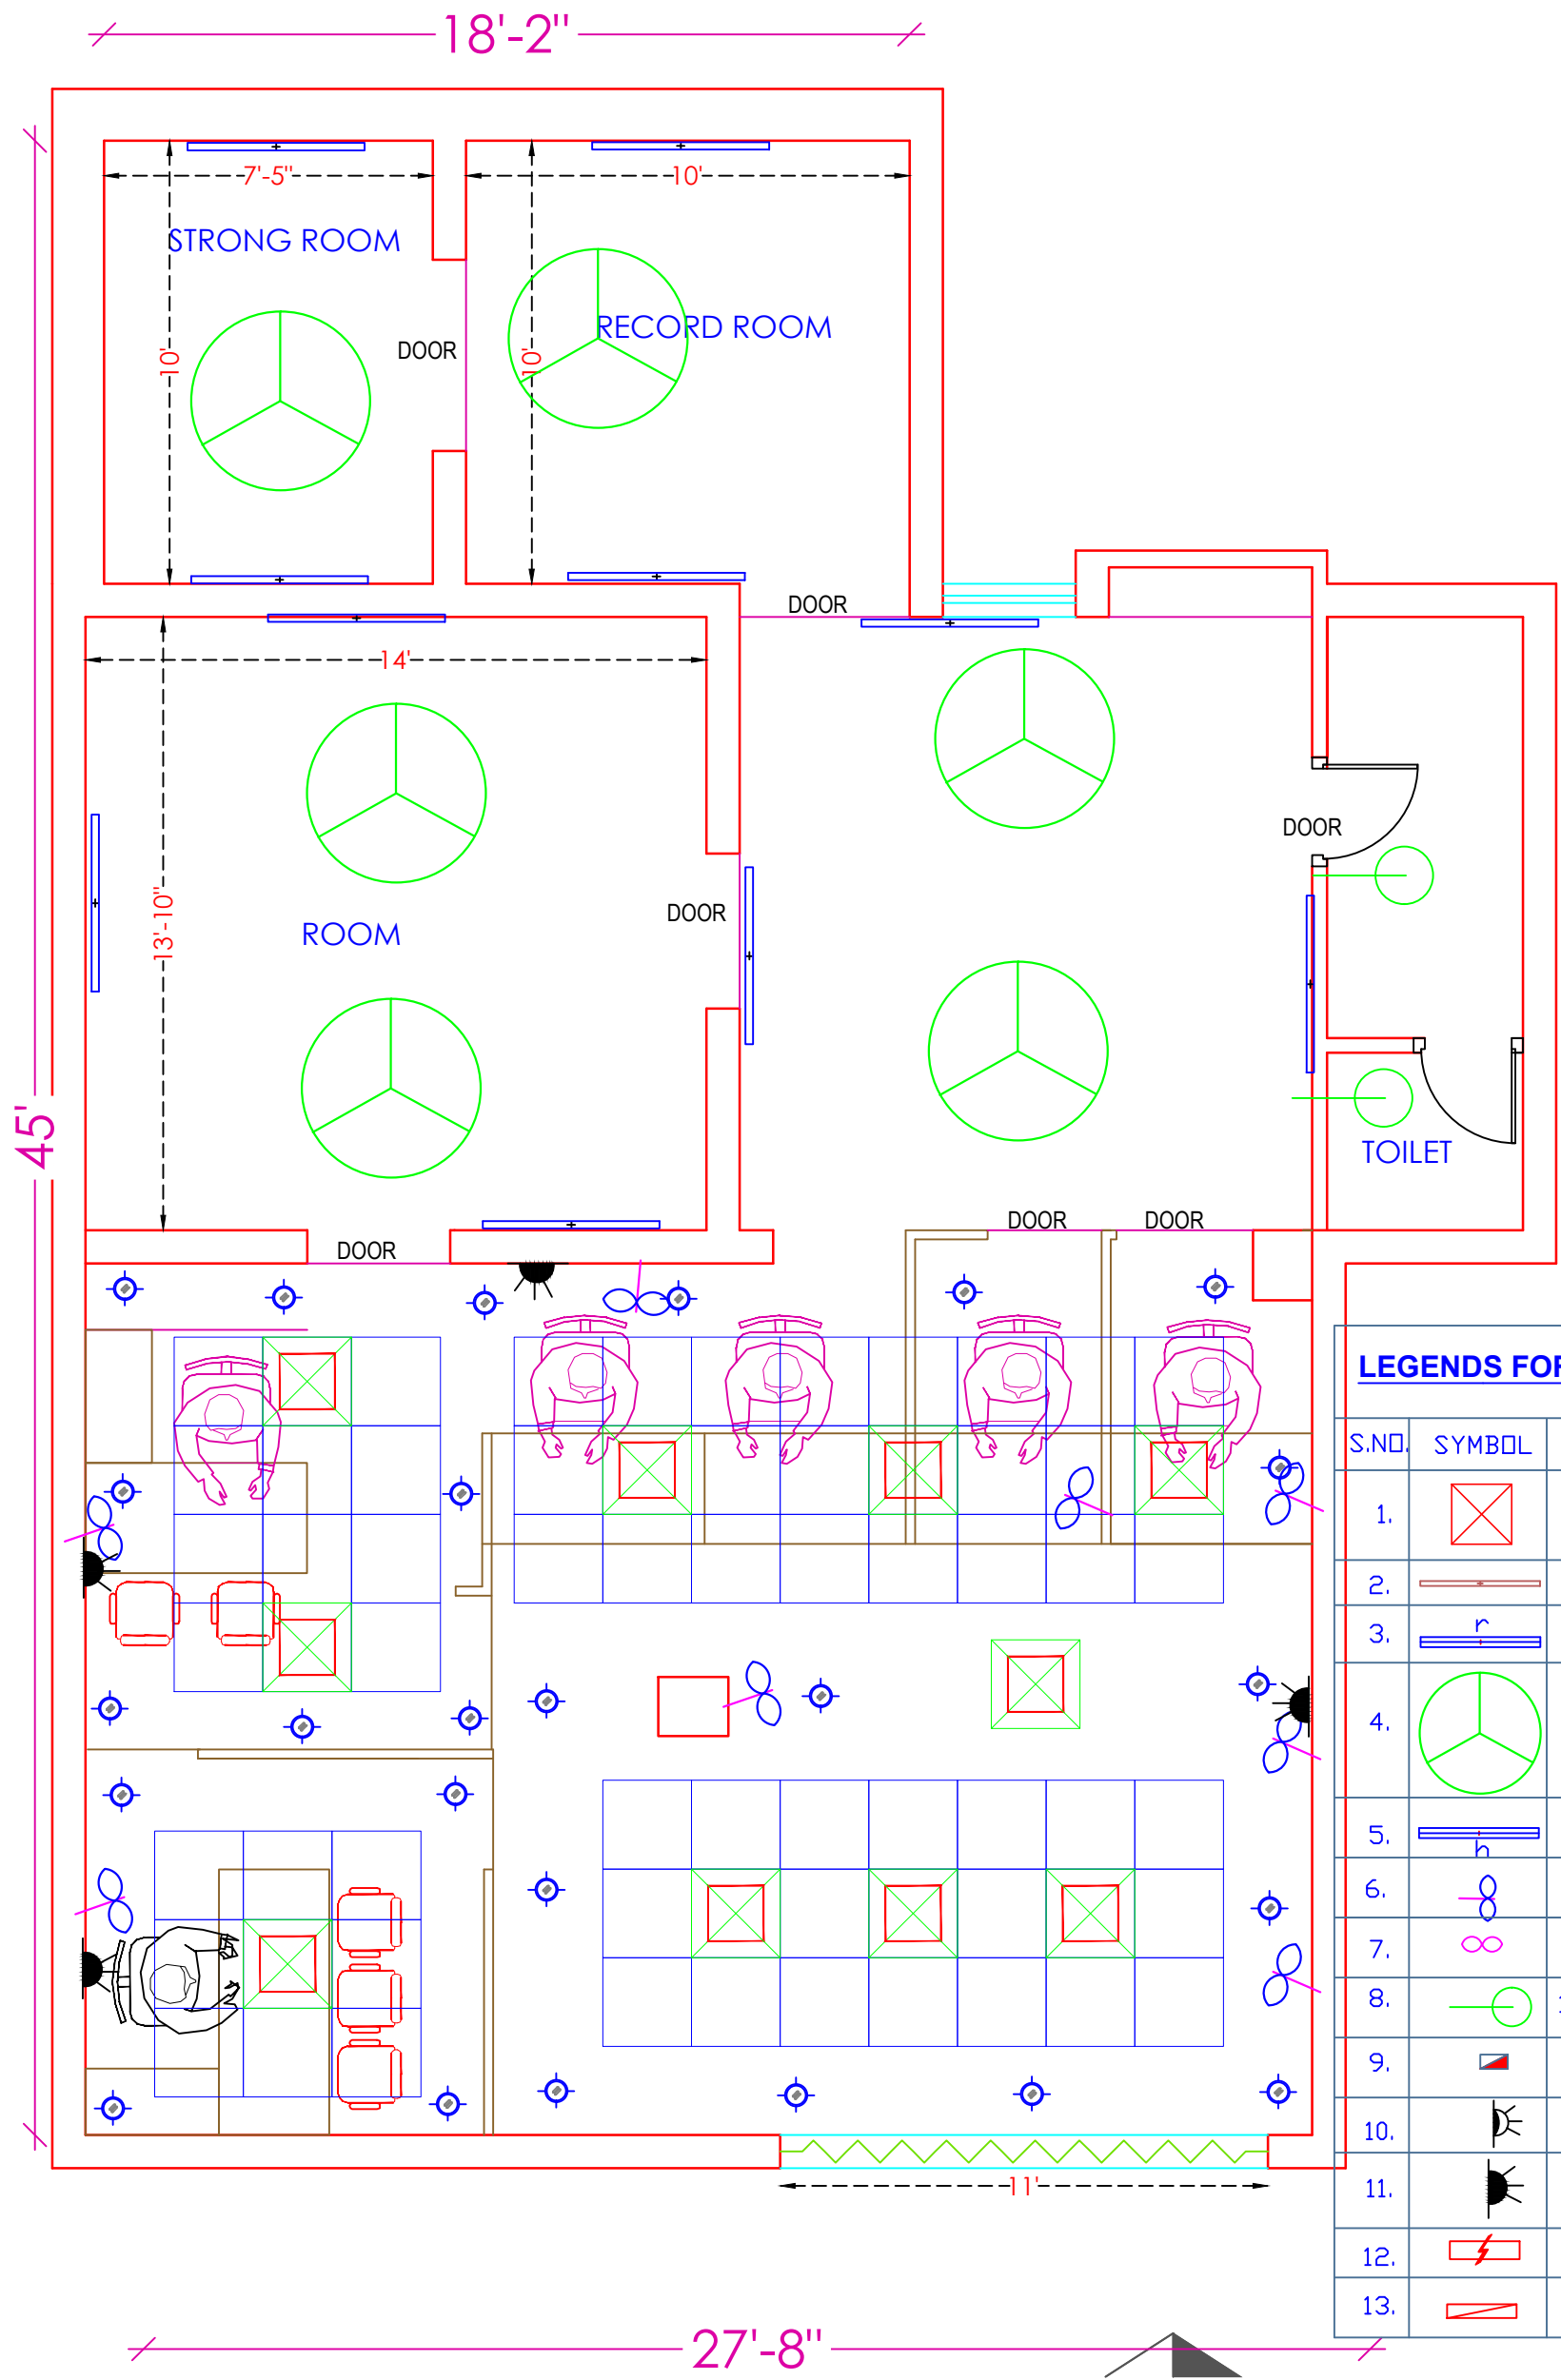 18'-2"
7'-5"
10'
STRONG ROOM
RECORD ROOM
DOOR
10'
10'
DOOR
14'
DOOR
13'-10"
DOOR
ROOM
45'
TOILET
DOOR
DOOR
DOOR
LEGENDS FOR
S.NO.
SYMBOL
1.
2.
3.
r
4.
5.
h
6.
7.
8.
9.
10.
11.
11'
12.
13.
27'-8"